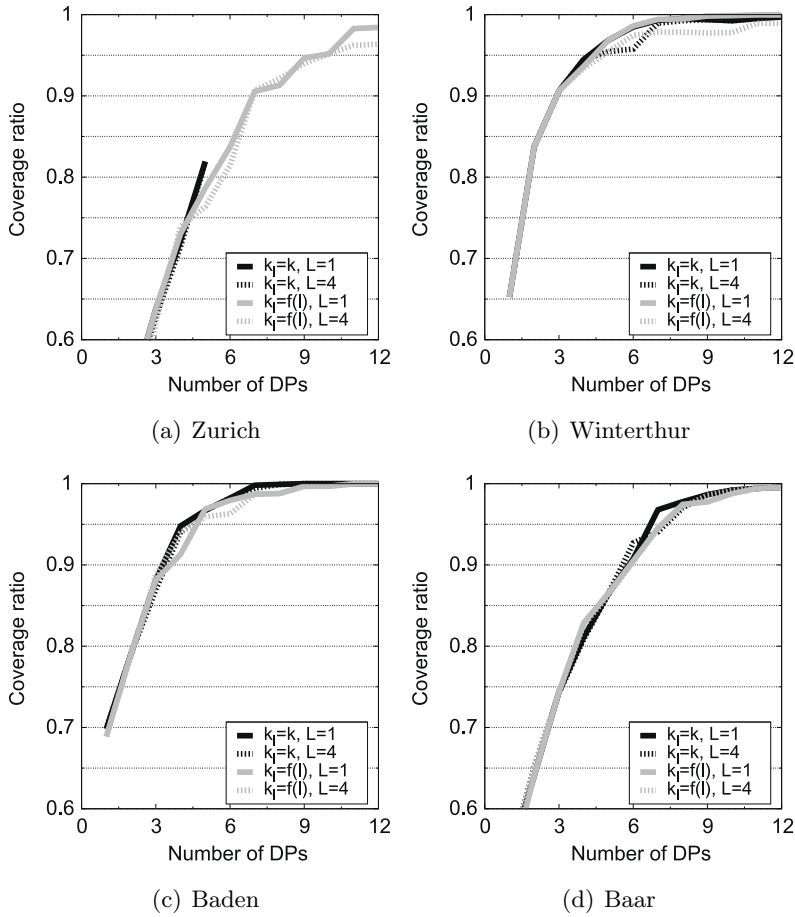 1
0.9
0.8
0.7
0.6
Coverage ratio
k_l=k, L=1
k_l=k, L=4
k_l=f(l), L=1
k_l=f(l), L=4
0 3 6 9 12
Number of DPs
(a) Zurich
1
0.9
0.8
0.7
0.6
Coverage ratio
k_l=k, L=1
k_l=k, L=4
k_l=f(l), L=1
k_l=f(l), L=4
0 3 6 9 12
Number of DPs
(b) Winterthur
1
0.9
0.8
0.7
0.6
Coverage ratio
k_l=k, L=1
k_l=k, L=4
k_l=f(l), L=1
k_l=f(l), L=4
0 3 6 9 12
Number of DPs
(c) Baden
1
0.9
0.8
0.7
0.6
Coverage ratio
k_l=k, L=1
k_l=k, L=4
k_l=f(l), L=1
k_l=f(l), L=4
0 3 6 9 12
Number of DPs
(d) Baar